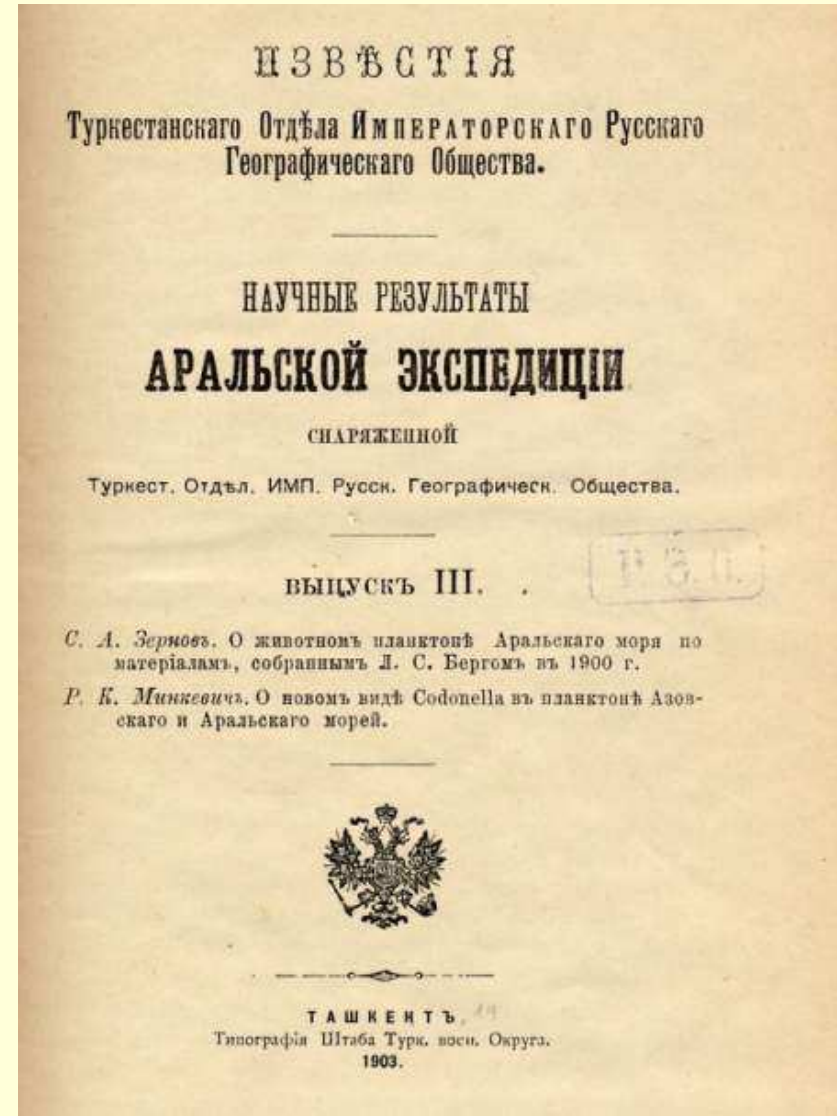 ИЗВѢСТІЯ
Туркестанскаго Отдѣла ИМПЕРАТОРСКАГО Русскаго
Географическаго Общества.
НАУЧНЫЕ РЕЗУЛЬТАТЫ
АРАЛЬСКОЙ ЭКСПЕДИЦІИ
СНАРЯЖЕННОЙ
Туркест. Отдѣл. ИМП. Русск. Географическ. Общества.
ВЫПУСКЪ III.
С. А. Зерновъ. О животномъ планктонѣ Аральскаго моря по
матеріаламъ, собраннымъ Л. С. Бергомъ въ 1900 г.
Р. К. Минкевичъ. О новомъ видѣ Codonella въ планктонѣ Азов-
скаго и Аральскаго морей.
ТАШКЕНТЪ.
Типографія Штаба Турк. воен. Округа.
1903.